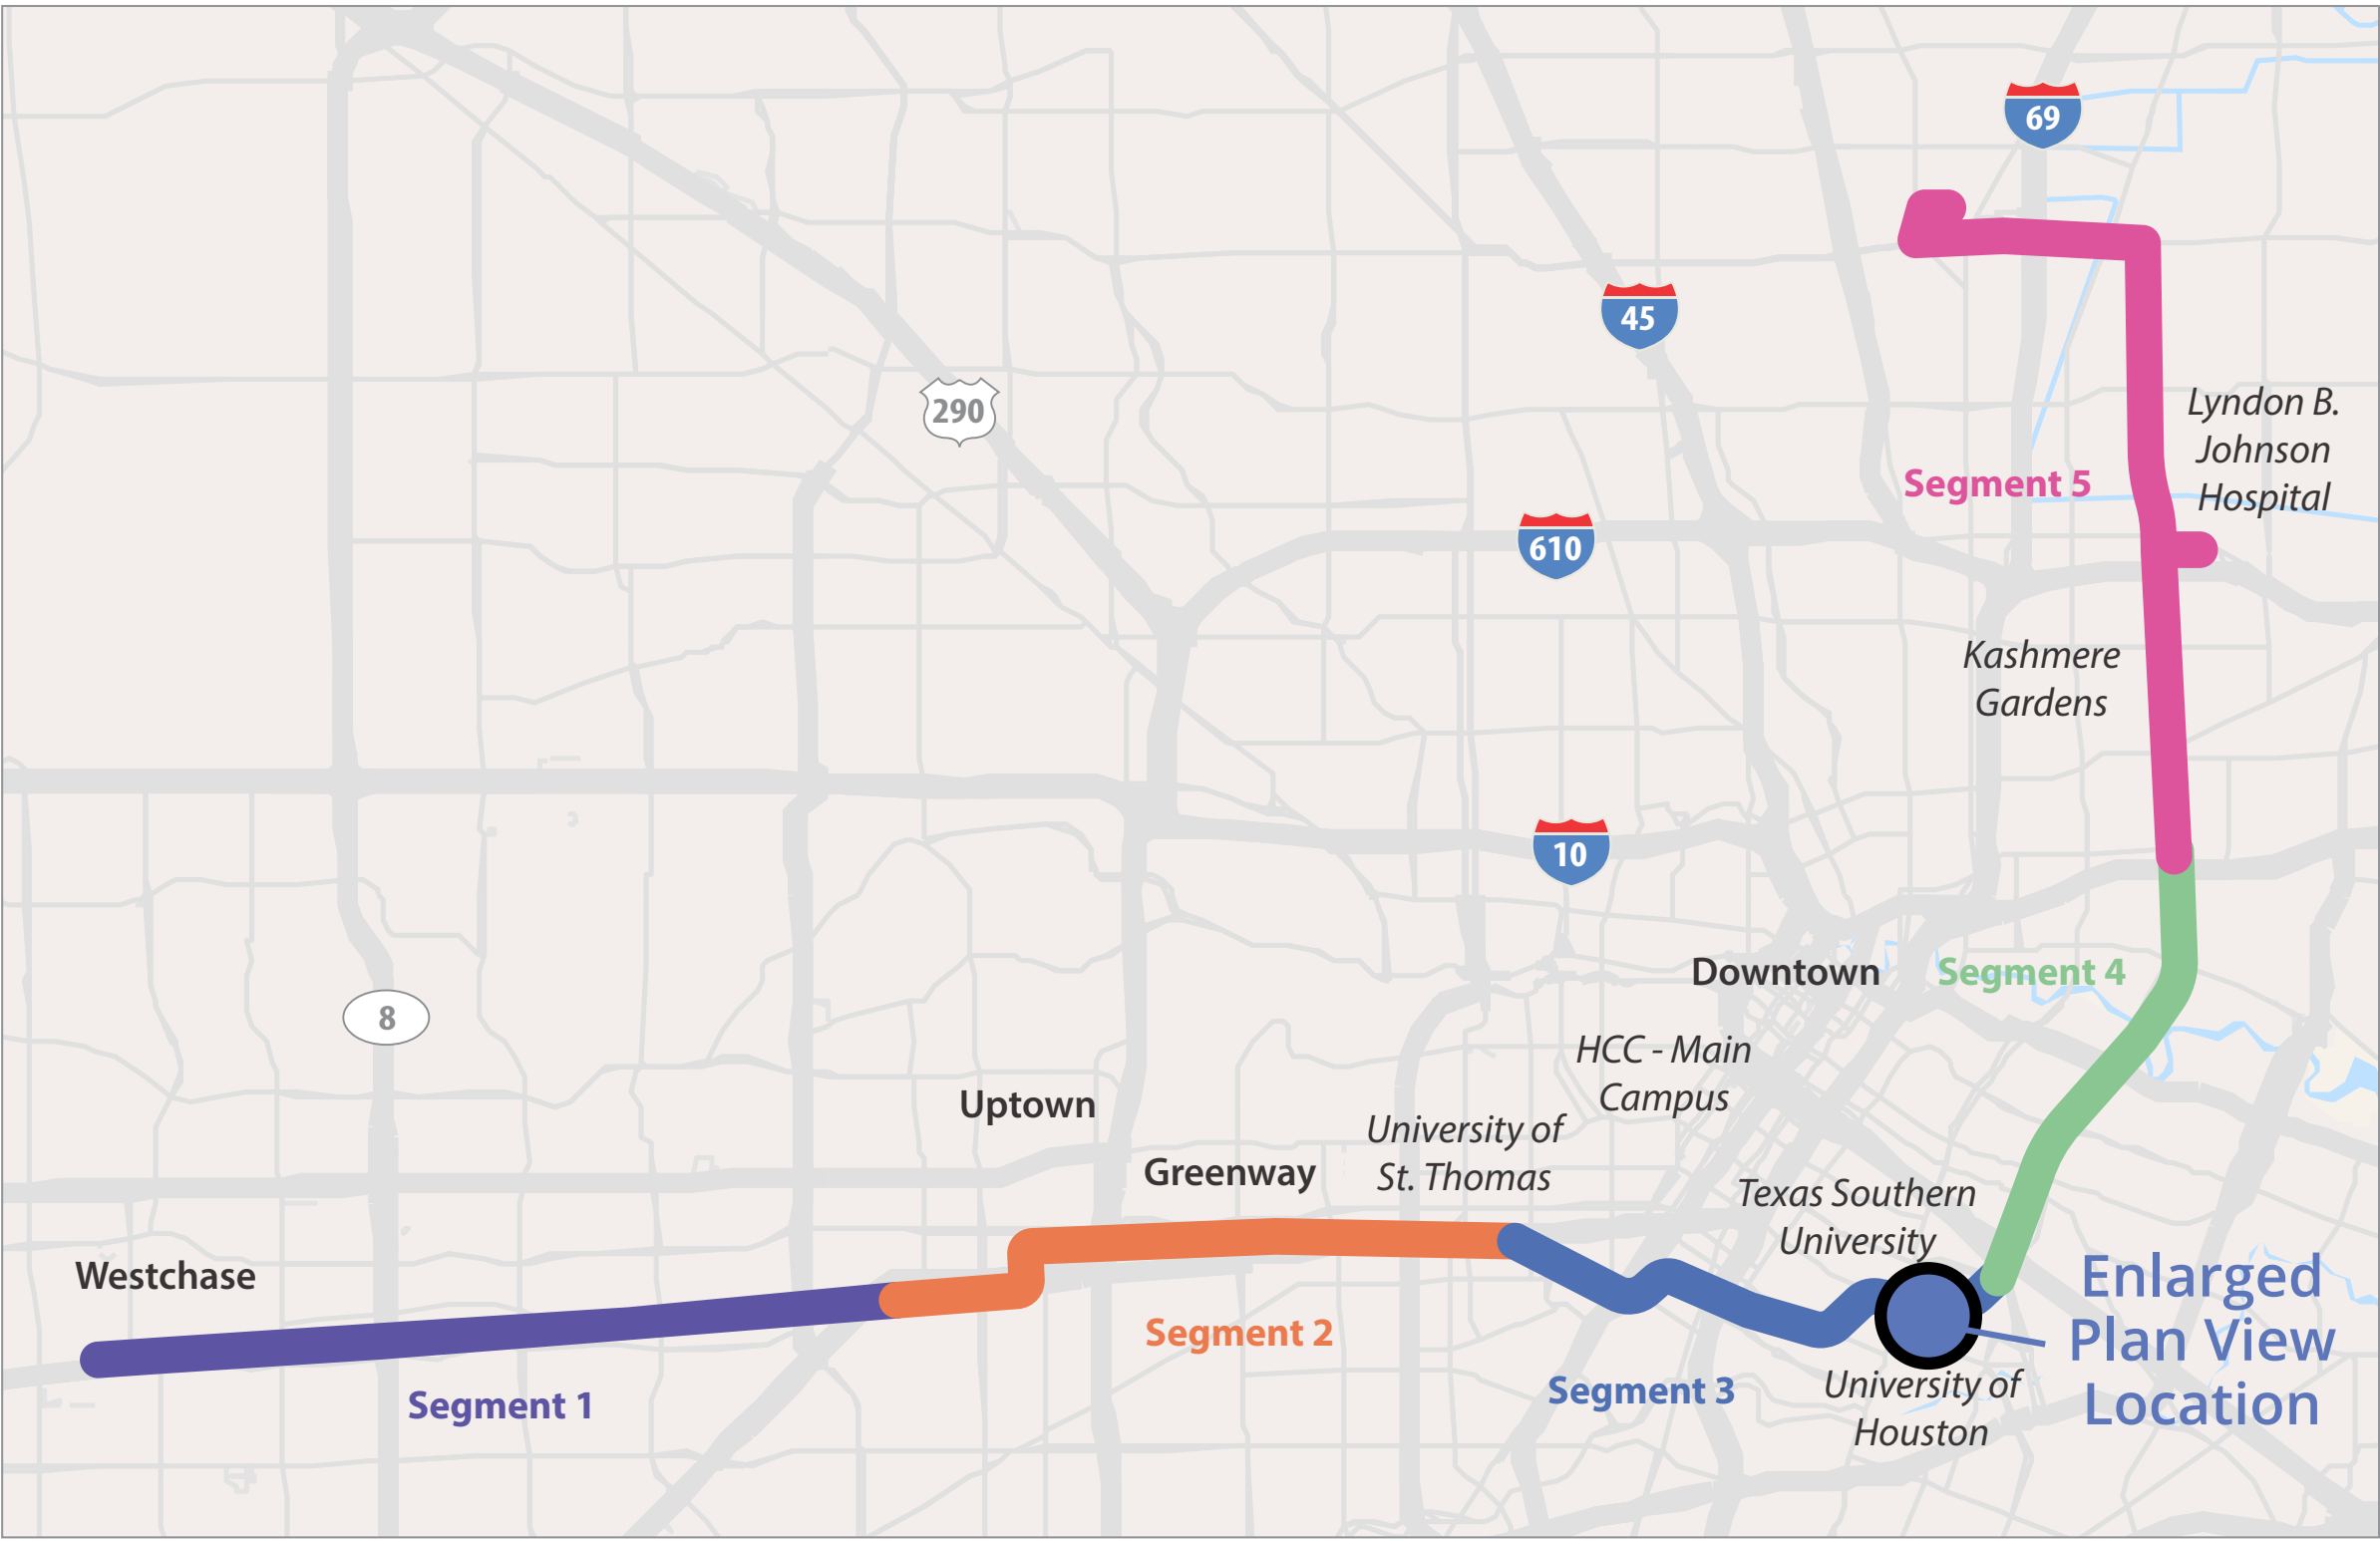 69
45
Lyndon B.
Johnson
Hospital
290
Segment 5
610
Kashmere
Gardens
10
Downtown
Segment 4
8
HCC - Main
Campus
Uptown
University of
St. Thomas
Greenway
Texas Southern
University
Westchase
Enlarged
Plan View
Location
Segment 2
Segment 3
University of
Houston
Segment 1